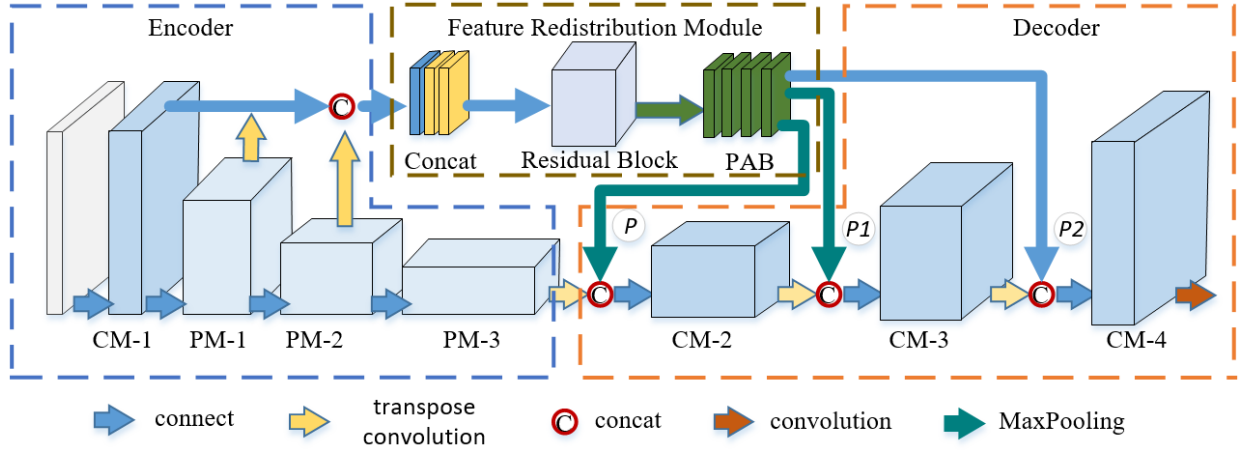 Encoder
Feature Redistribution Module
Decoder
C
Concat
Residual Block
PAB
P
P1
P2
C
C
C
CM-1
PM-1
PM-2
PM-3
CM-2
CM-3
CM-4
connect
transpose
convolution
C
concat
convolution
MaxPooling